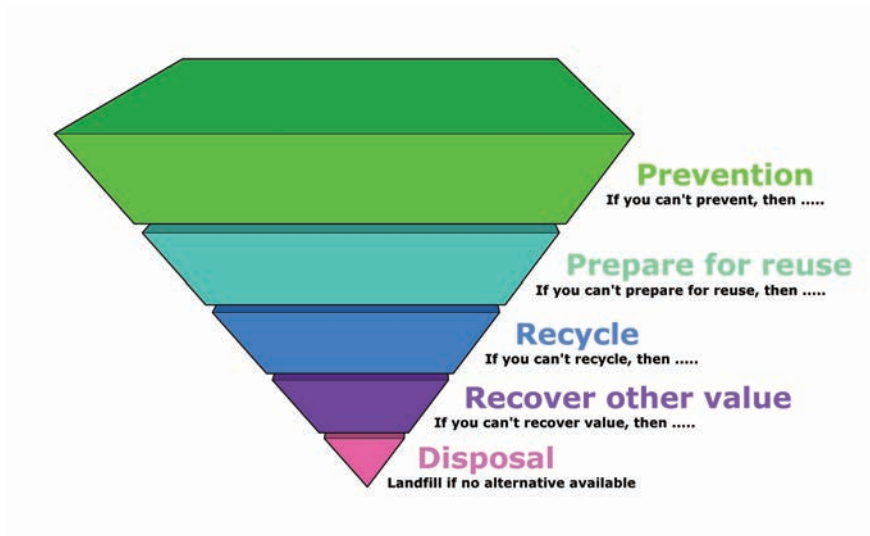 Prevention
If you can't prevent, then .....
Prepare for reuse
If you can't prepare for reuse, then .....
Recycle
If you can't recycle, then .....
Recover other value
If you can't recover value, then .....
Disposal
Landfill if no alternative available